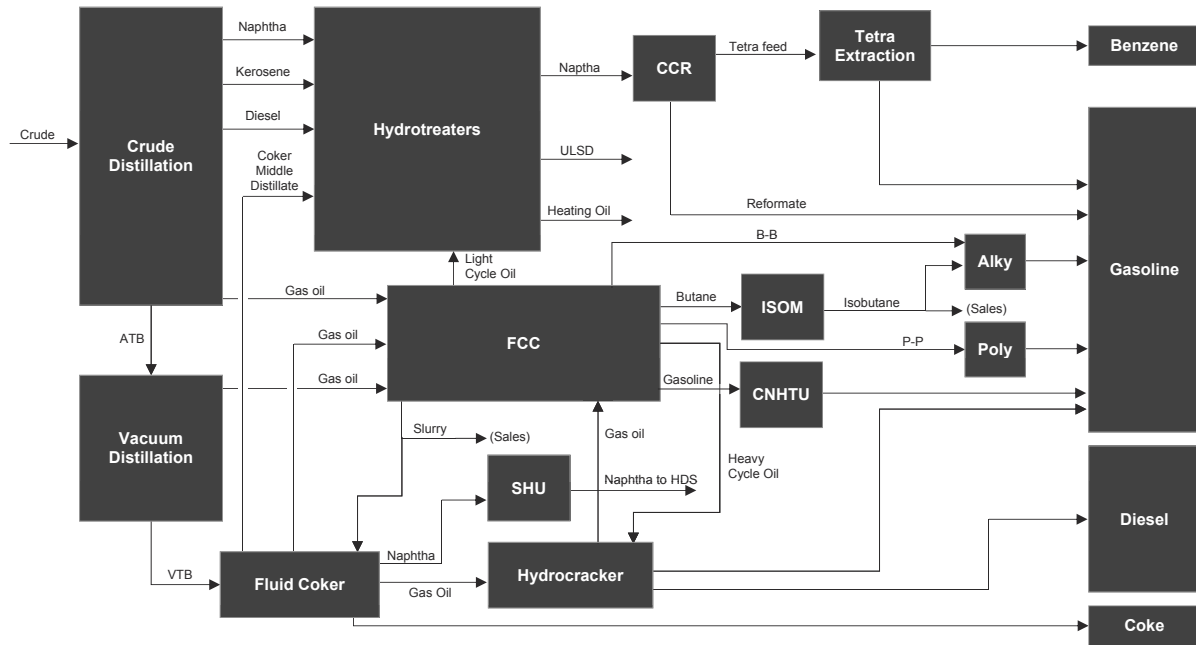 Naphtha
Kerosene
Diesel
Crude
Crude
Distillation
Coker
Middle
Distillate
Hydrotreaters
Naptha
ULSD
Heating Oil
CCR
Tetra feed
Tetra
Extraction
Benzene
Reformate
B-B
Gasoline
Alky
Light
Cycle Oil
Gas oil
Butane
ISOM
Isobutane
(Sales)
ATB
Gas oil
FCC
P-P
Poly
Gas oil
Gasoline
CNHTU
Vacuum
Distillation
Slurry
(Sales)
Gas oil
Heavy
Cycle Oil
SHU
Naphtha to HDS
Diesel
VTB
Fluid Coker
Naphtha
Gas Oil
Hydrocracker
Coke